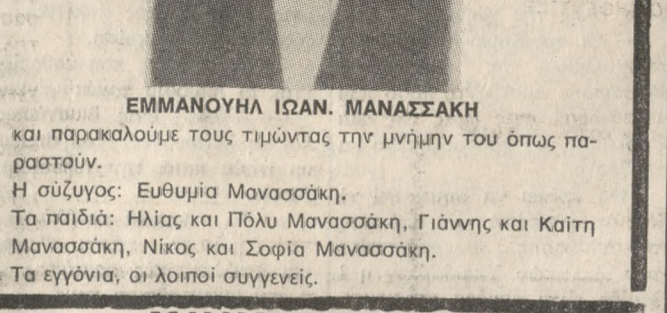 ΕΜΜΑΝΟΥΗΛ ΙΩΑΝ. ΜΑΝΑΣΣΑΚΗ
και παρακαλούμε τους τιμώντας την μνήμην του όπως πα-
ραστούν.
Η σύζυγος: Ευθυμία Μανασσάκη.
Τα παιδιά: Ηλίας και Πόλυ Μανασσάκη, Γιάννης και Καίτη
Μανασσάκη, Νίκος και Σοφία Μανασσάκη.
Τα εγγόνια, οι λοιποί συγγενείς.